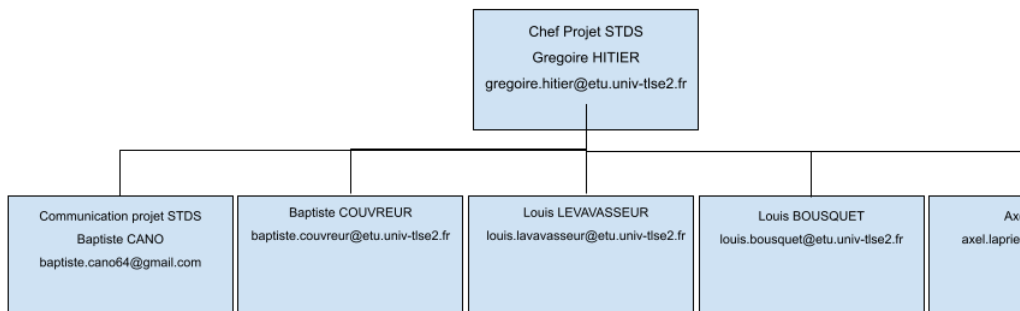 Chef Projet STDS
Gregoire HITIER
gregoire.hitier@etu.univ-tlse2.fr
Communication projet STDS
Baptiste CANO
baptiste.cano64@gmail.com
Baptiste COUVREUR
baptiste.couvreur@etu.univ-tlse2.fr
Louis LEVAVASSEUR
louis.lavavasseur@etu.univ-tlse2.fr
Louis BOUSQUET
louis.bousquet@etu.univ-tlse2.fr